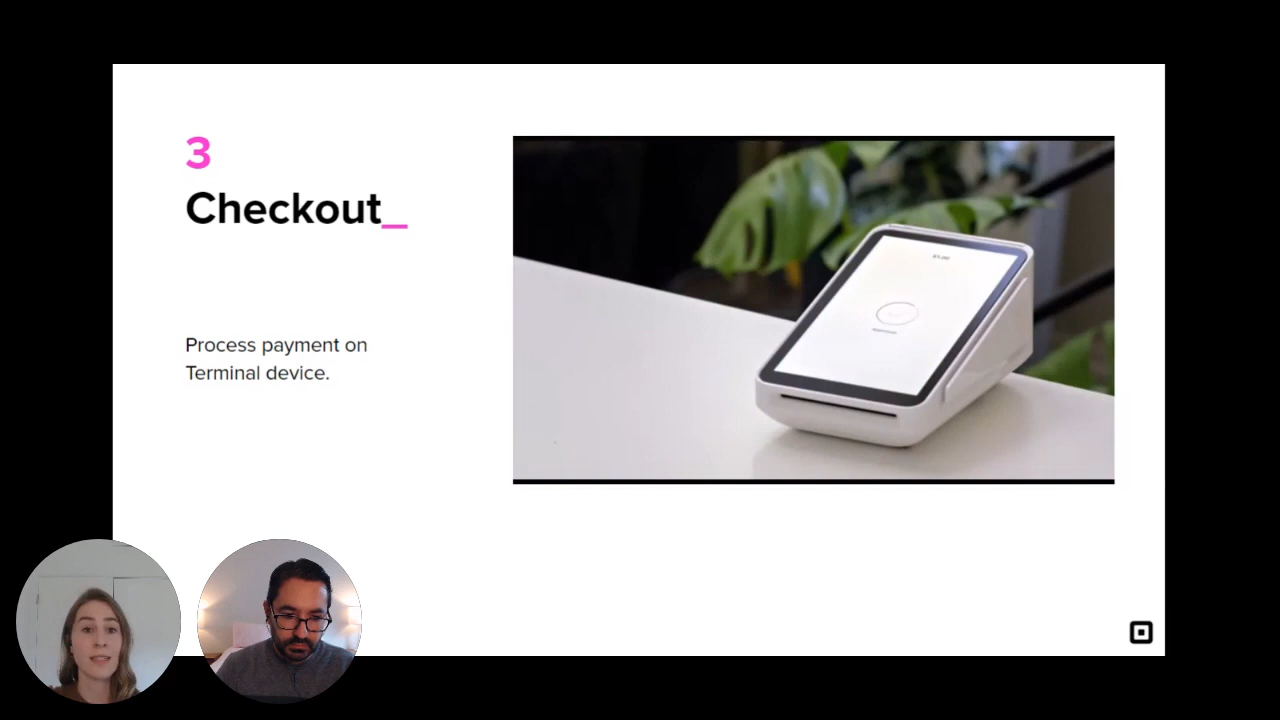 3
Checkout_
Process payment on
Terminal device.